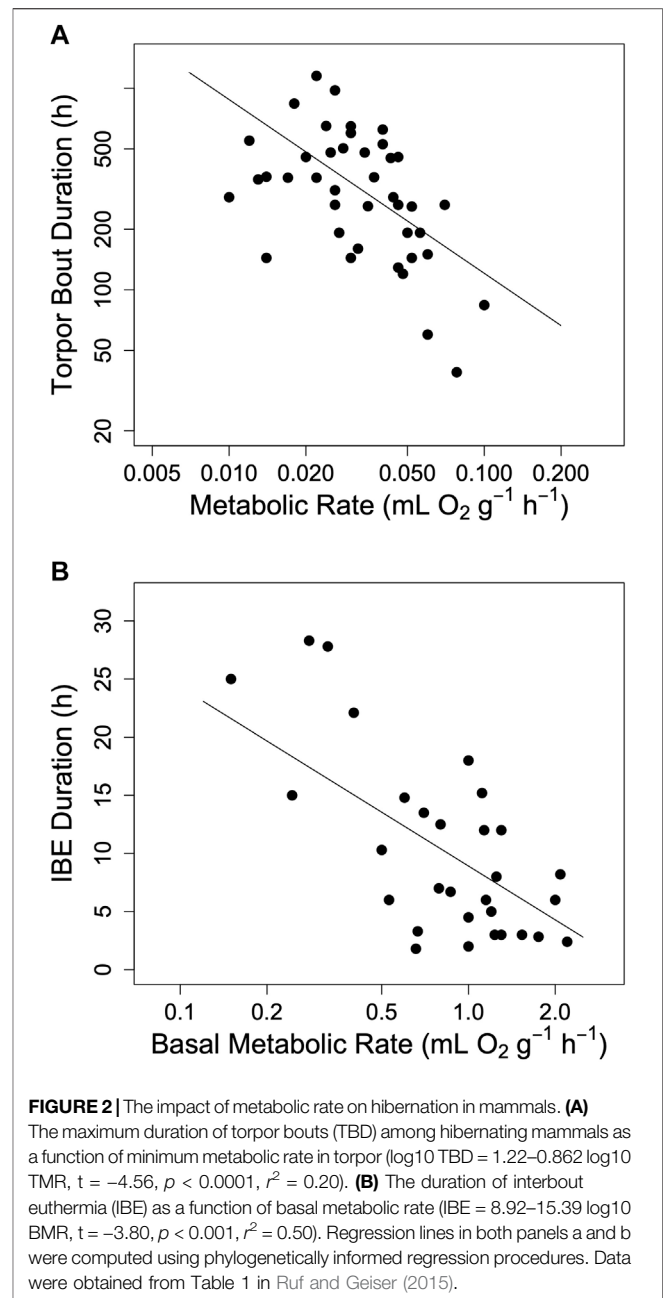 A
Torpor Bout Duration (h)
500
200
100
50
20
0.005 0.010 0.020 0.050 0.100 0.200
Metabolic Rate (mL O₂ g⁻¹ h⁻¹)
B
IBE Duration (h)
30
25
20
15
10
5
0
0.1 0.2 0.5 1.0 2.0
Basal Metabolic Rate (mL O₂ g⁻¹ h⁻¹)
FIGURE 2 | The impact of metabolic rate on hibernation in mammals. (A)
The maximum duration of torpor bouts (TBD) among hibernating mammals as
a function of minimum metabolic rate in torpor (log10 TBD = 1.22–0.862 log10
TMR, t = −4.56, p < 0.0001, r² = 0.20). (B) The duration of interbout
euthermia (IBE) as a function of basal metabolic rate (IBE = 8.92–15.39 log10
BMR, t = −3.80, p < 0.001, r² = 0.50). Regression lines in both panels a and b
were computed using phylogenetically informed regression procedures. Data
were obtained from Table 1 in Ruf and Geiser (2015).